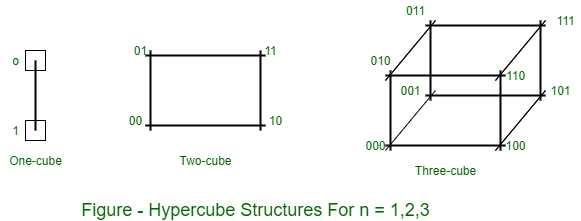 o
1
One-cube
01
11
00
10
Two-cube
011
111
010
110
001
101
000
100
Three-cube
Figure - Hypercube Structures For n = 1,2,3